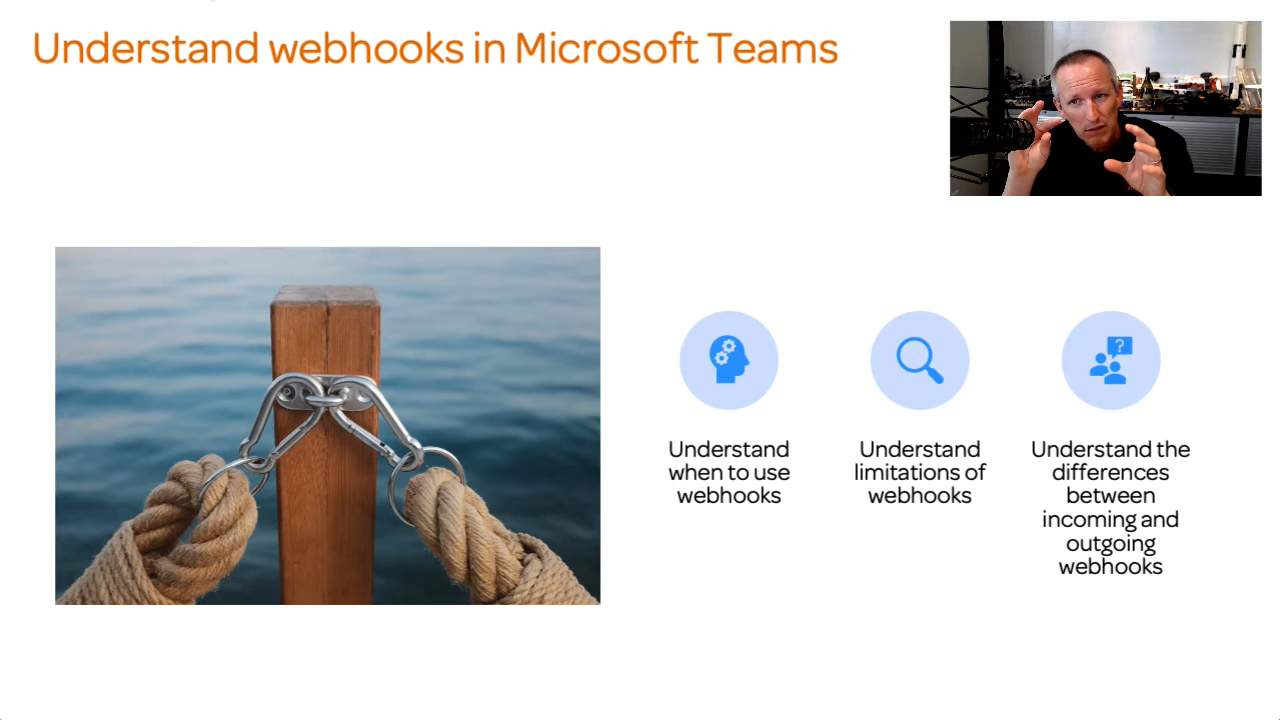 Understand webhooks in Microsoft Teams
Understand
when to use
webhooks
Understand
limitations of
webhooks
?
Understand the
differences
between
incoming and
outgoing
webhooks